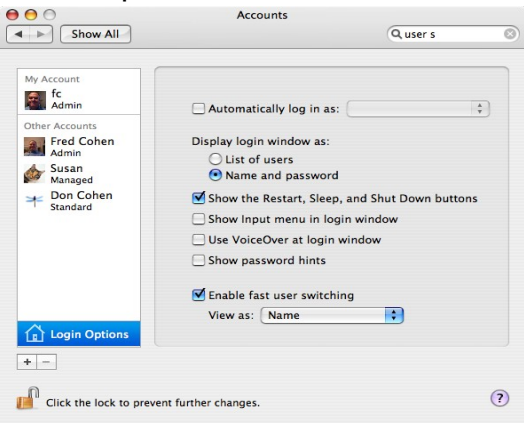 Accounts
Show All
user s
My Account
fc
Admin
Other Accounts
Fred Cohen
Admin
Susan
Managed
Don Cohen
Standard
Login Options
+ −
Automatically log in as:
Display login window as:
List of users
Name and password
Show the Restart, Sleep, and Shut Down buttons
Show Input menu in login window
Use VoiceOver at login window
Show password hints
Enable fast user switching
View as: Name
Click the lock to prevent further changes.
?